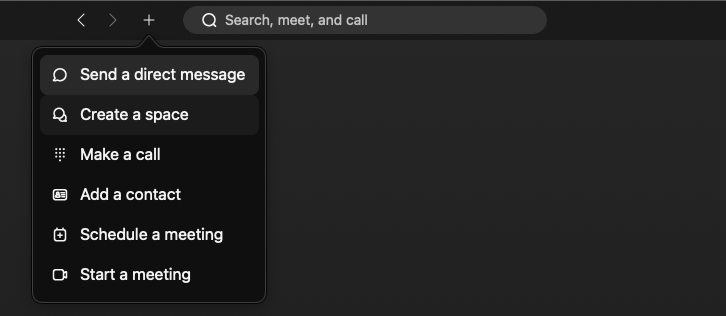 Search, meet, and call
Send a direct message
Create a space
Make a call
Add a contact
Schedule a meeting
Start a meeting